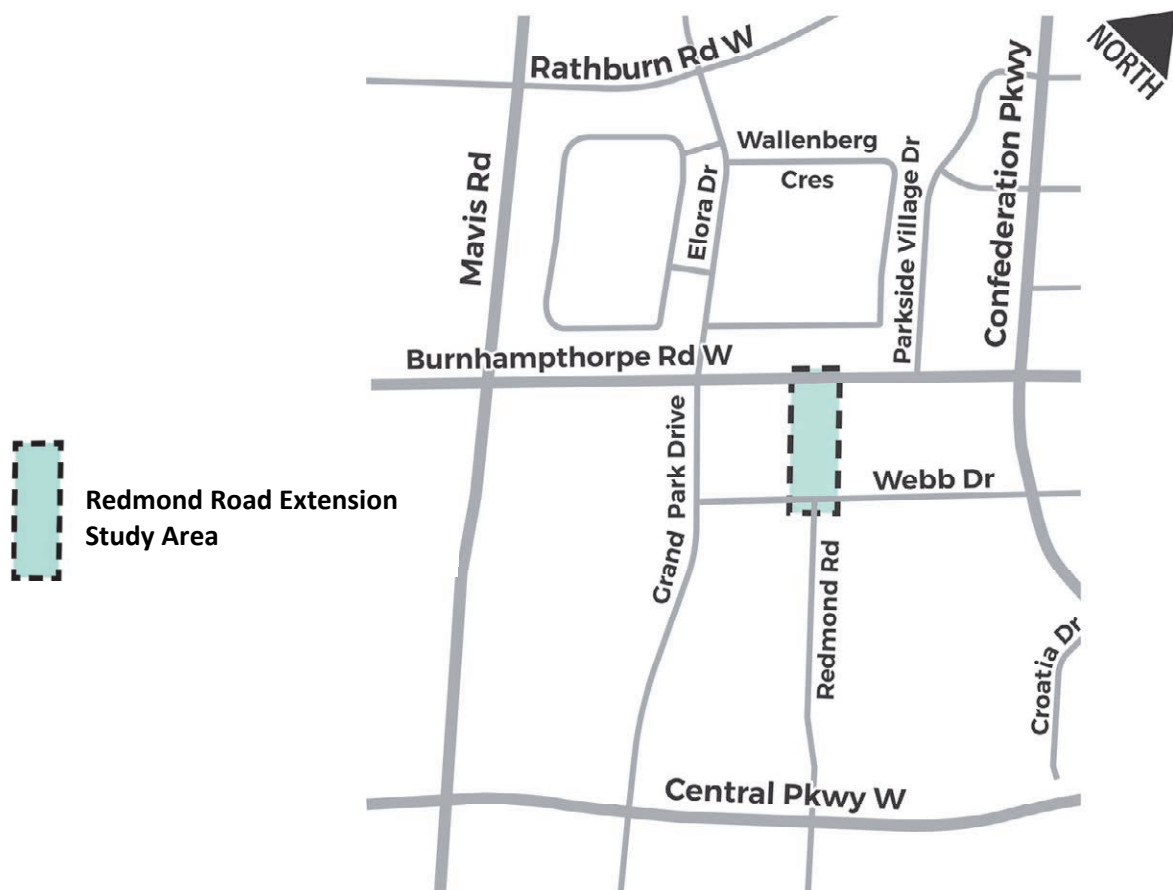 Rathburn Rd W
NORTH
Confederation Pkwy
Mavis Rd
Wallenberg
Cres
Elora Dr
Parkside Village Dr
Burnhampthorpe Rd W
Grand Park Drive
Webb Dr
Redmond Road Extension
Study Area
Redmond Rd
Croatia Dr
Central Pkwy W